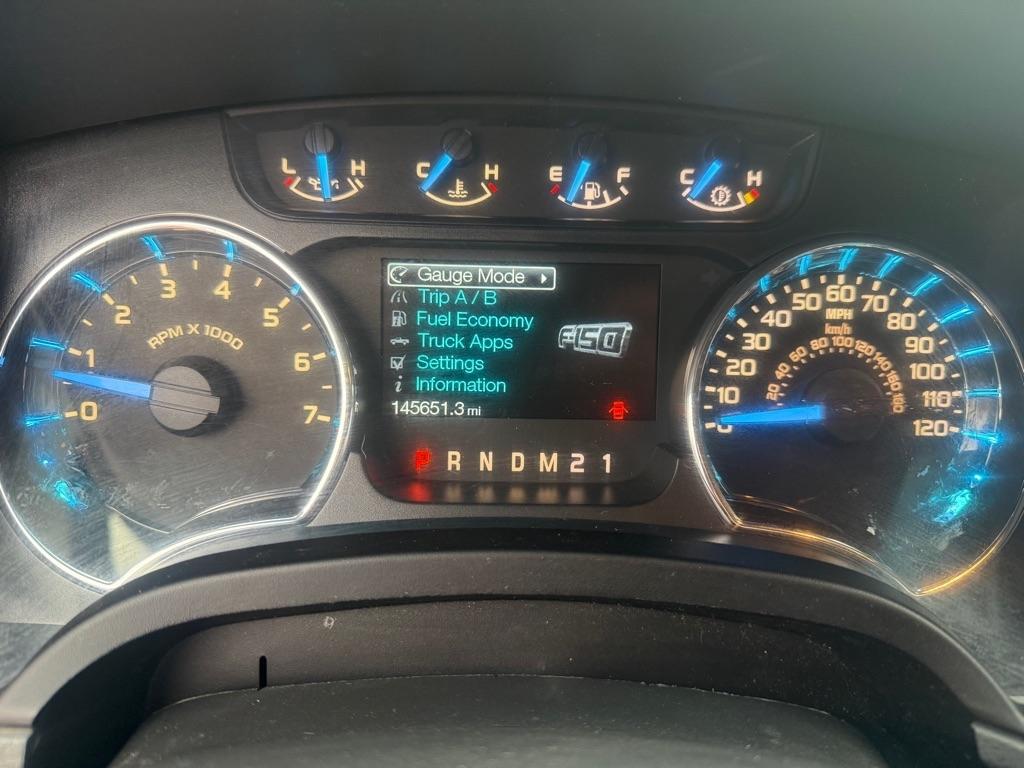 L H
C H
E F
C H
0 1 2 3 4 5 6 7
RPM X 1000
Gauge Mode
Trip A / B
Fuel Economy
Truck Apps
Settings
Information
F150
145651.3 mi
P R N D M 2 1
0 10 20 30 40 50 60 70 80 90 100 110 120
MPH
km/h
20 40 60 80 100 120 140 160 180